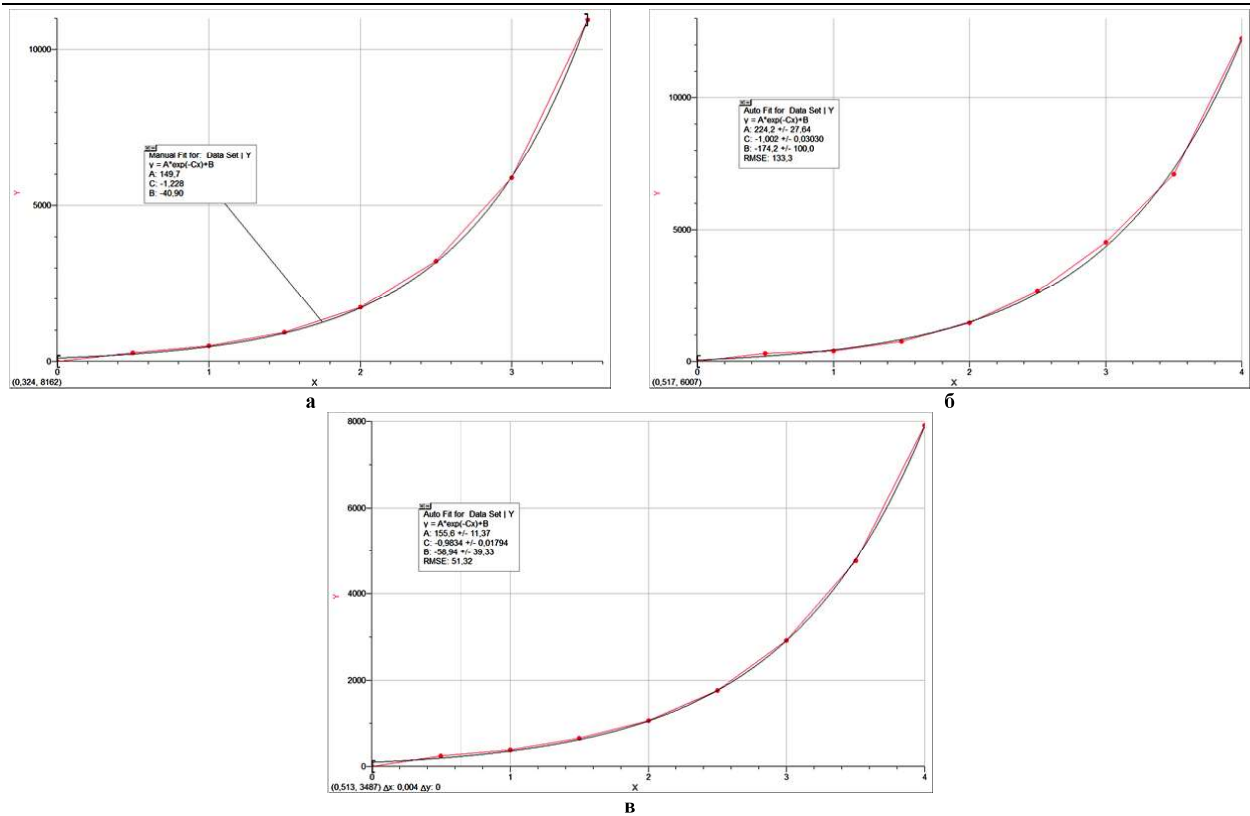 10000
5000
0
Y
Manual Fit for: Data Set | Y
y = A*exp(-Cx)+B
A: 149,7
C: -1,228
B: -40,90
0
1
2
3
(0,324, 8162)
X
а
10000
5000
0
Y
Auto Fit for Data Set | Y
y = A*exp(-Cx)+B
A: 224,2 +/- 27,64
C: -1,002 +/- 0,03030
B: -174,2 +/- 100,0
RMSE: 133,3
0
1
2
3
4
(0,517, 6007)
X
б
8000
6000
4000
2000
0
Y
Auto Fit for Data Set | Y
y = A*exp(-Cx)+B
A: 155,6 +/- 11,37
C: -0,9834 +/- 0,01794
B: -58,94 +/- 39,33
RMSE: 51,32
0
1
2
3
4
(0,513, 3487) Δx: 0,004 Δy: 0
X
в